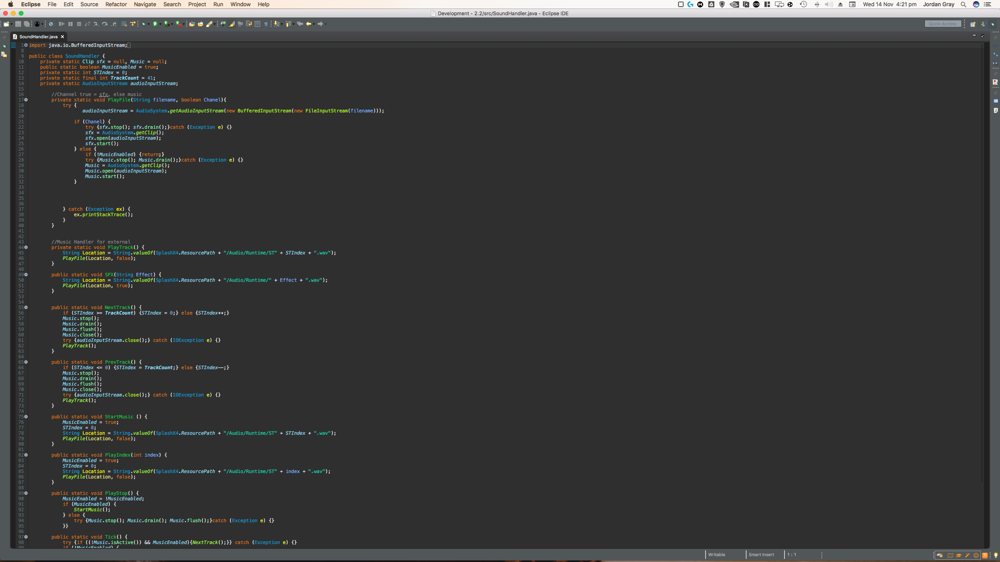 Eclipse File Edit Source Refactor Navigate Search Project Run Window Help Wed 14 Nov 4:21 pm Jordan Gray
Development - 2.2/src/SoundHandler.java - Eclipse IDE
Quick Access
SoundHandler.java
1 import java.io.BufferedInputStream;
8
9 public class SoundHandler {
10 private static Clip sfx = null, Music = null;
11 public static boolean MusicEnabled = true;
12 private static int STIndex = 0;
13 private static final int TrackCount = 41;
14 private static AudioInputStream audioInputStream;
15
16 //Channel true = sfx, else music
17 private static void PlayFile(String filename, boolean Chanel){
18 try {
19 audioInputStream = AudioSystem.getAudioInputStream(new BufferedInputStream(new FileInputStream(filename)));
20
21 if (Chanel) {
22 try {sfx.stop(); sfx.drain();}catch (Exception e) {}
23 sfx = AudioSystem.getClip();
24 sfx.open(audioInputStream);
25 sfx.start();
26 } else {
27 if (!MusicEnabled) {return;}
28 try {Music.stop(); Music.drain();}catch (Exception e) {}
29 Music = AudioSystem.getClip();
30 Music.open(audioInputStream);
31 Music.start();
32 }
33
34
35
36
37 } catch (Exception ex) {
38 ex.printStackTrace();
39 }
40 }
41
42
43 //Music Handler for external
44 private static void PlayTrack() {
45 String Location = String.valueOf(SplashX4.ResourcePath + "/Audio/Runtime/ST" + STIndex + ".wav");
46 PlayFile(Location, false);
47 }
48
49 public static void SFX(String Effect) {
50 String Location = String.valueOf(SplashX4.ResourcePath + "/Audio/Runtime/" + Effect + ".wav");
51 PlayFile(Location, true);
52 }
53
54
55 public static void NextTrack() {
56 if (STIndex >= TrackCount) {STIndex = 0;} else {STIndex++;}
57 Music.stop();
58 Music.drain();
59 Music.flush();
60 Music.close();
61 try {audioInputStream.close();} catch (IOException e) {}
62 PlayTrack();
63 }
64
65 public static void PrevTrack() {
66 if (STIndex <= 0) {STIndex = TrackCount;} else {STIndex--;}
67 Music.stop();
68 Music.drain();
69 Music.flush();
70 Music.close();
71 try {audioInputStream.close();} catch (IOException e) {}
72 PlayTrack();
73 }
74
75 public static void StartMusic () {
76 MusicEnabled = true;
77 STIndex = 0;
78 String Location = String.valueOf(SplashX4.ResourcePath + "/Audio/Runtime/ST" + STIndex + ".wav");
79 PlayFile(Location, false);
80 }
81
82 public static void PlayIndex(int index) {
83 MusicEnabled = true;
84 STIndex = 0;
85 String Location = String.valueOf(SplashX4.ResourcePath + "/Audio/Runtime/ST" + index + ".wav");
86 PlayFile(Location, false);
87 }
88
89 public static void PlayStop() {
90 MusicEnabled = !MusicEnabled;
91 if (MusicEnabled) {
92 StartMusic();
93 } else {
94 try {Music.stop(); Music.drain(); Music.flush();}catch (Exception e) {}
95 }}
96
97 public static void Tick() {
98 try {if ((!Music.isActive()) && MusicEnabled){NextTrack();}} catch (Exception e) {}
99 if (!MusicEnabled) {
Writable Smart Insert 1 : 1